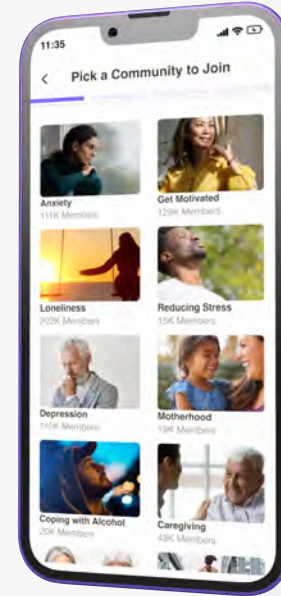 11:35
Pick a Community to Join
Anxiety
111K Members
Get Motivated
129K Members
Loneliness
202K Members
Reducing Stress
15K Members
Depression
110K Members
Motherhood
19K Members
Coping with Alcohol
20K Members
Caregiving
48K Members